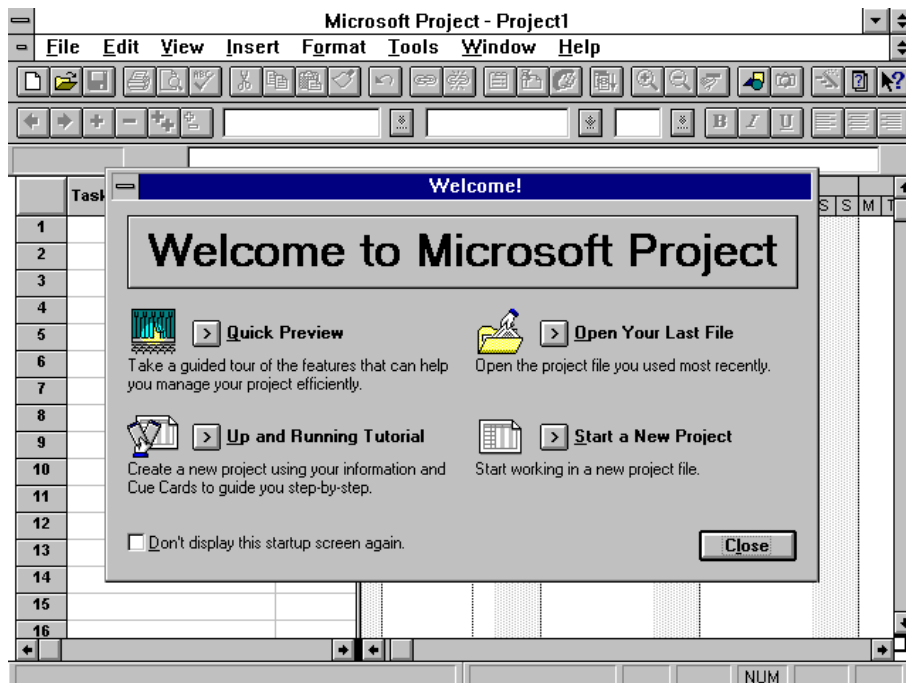 Microsoft Project - Project1
File Edit View Insert Format Tools Window Help
ABC
B I U
Welcome!
Task
S S M T
Welcome to Microsoft Project
Quick Preview
Take a guided tour of the features that can help
you manage your project efficiently.
Open Your Last File
Open the project file you used most recently.
Up and Running Tutorial
Create a new project using your information and
Cue Cards to guide you step-by-step.
Start a New Project
Start working in a new project file.
Don't display this startup screen again.
Close
1
2
3
4
5
6
7
8
9
10
11
12
13
14
15
16
NUM